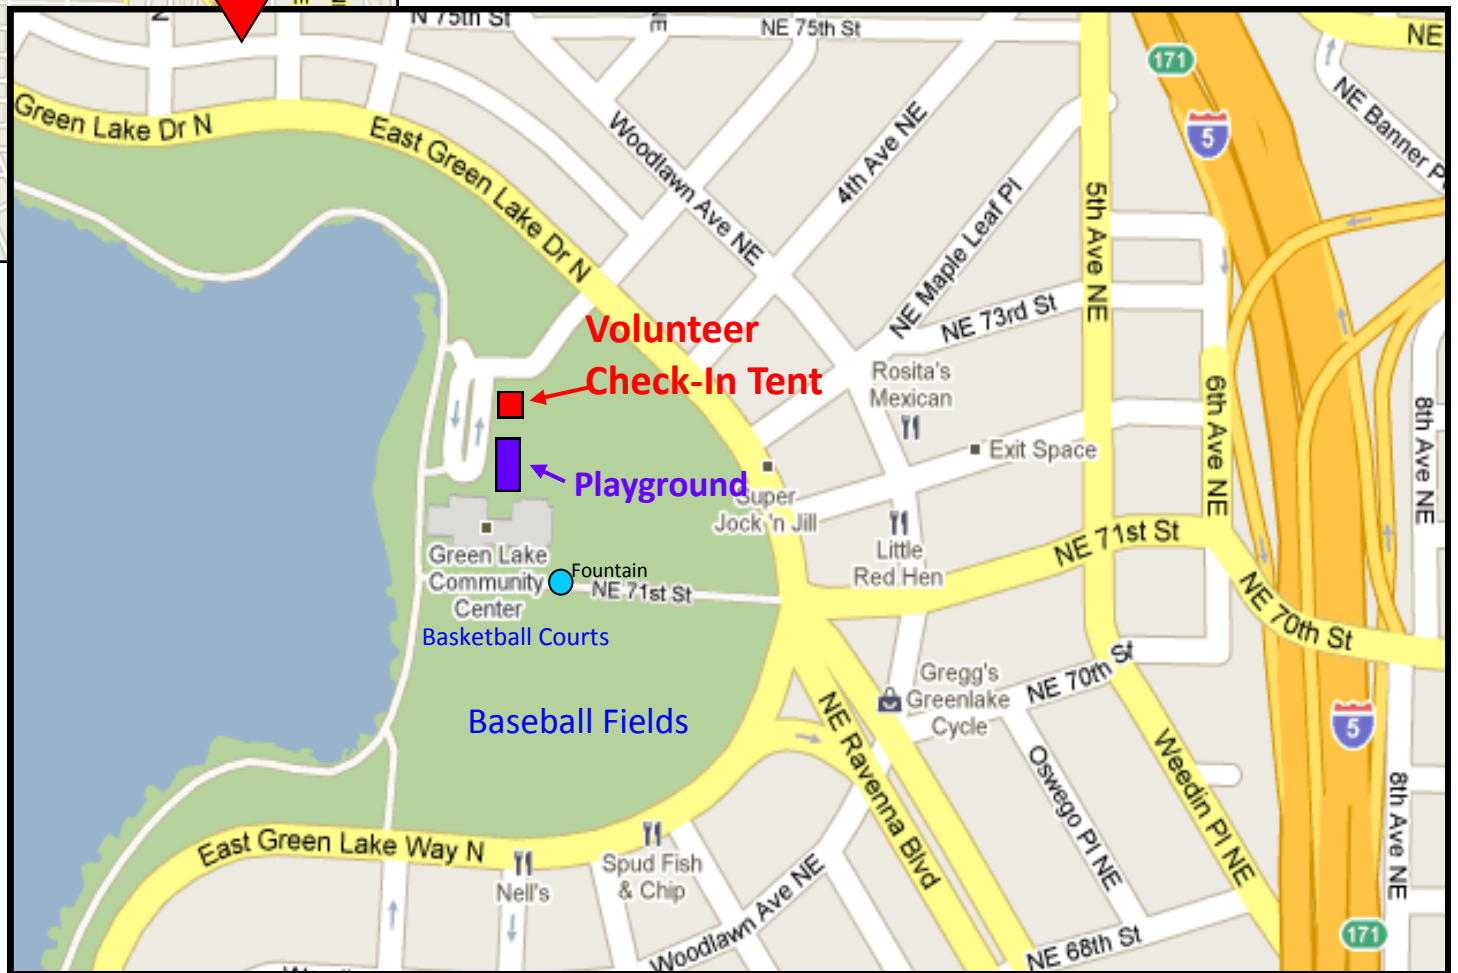 N 75th St
NE 75th St
NE
NE
171
5
NE Banner Pl
Green Lake Dr N
East Green Lake Dr N
Woodlawn Ave NE
4th Ave NE
NE Maple Leaf Pl
5th Ave NE
NE 73rd St
Volunteer
Check-In Tent
Rosita's
Mexican
Exit Space
6th Ave NE
8th Ave NE
Playground
Super
Jock 'n Jill
Little
Red Hen
NE 71st St
Green Lake
Community
Center
Fountain
NE 71st St
NE 70th St
Basketball Courts
Baseball Fields
Gregg's
Greenlake
Cycle
NE 70th St
5
NE Ravenna Blvd
Oswego Pl NE
Weedin Pl NE
8th Ave NE
East Green Lake Way N
Nell's
Spud Fish
& Chip
Woodlawn Ave NE
NE 68th St
171